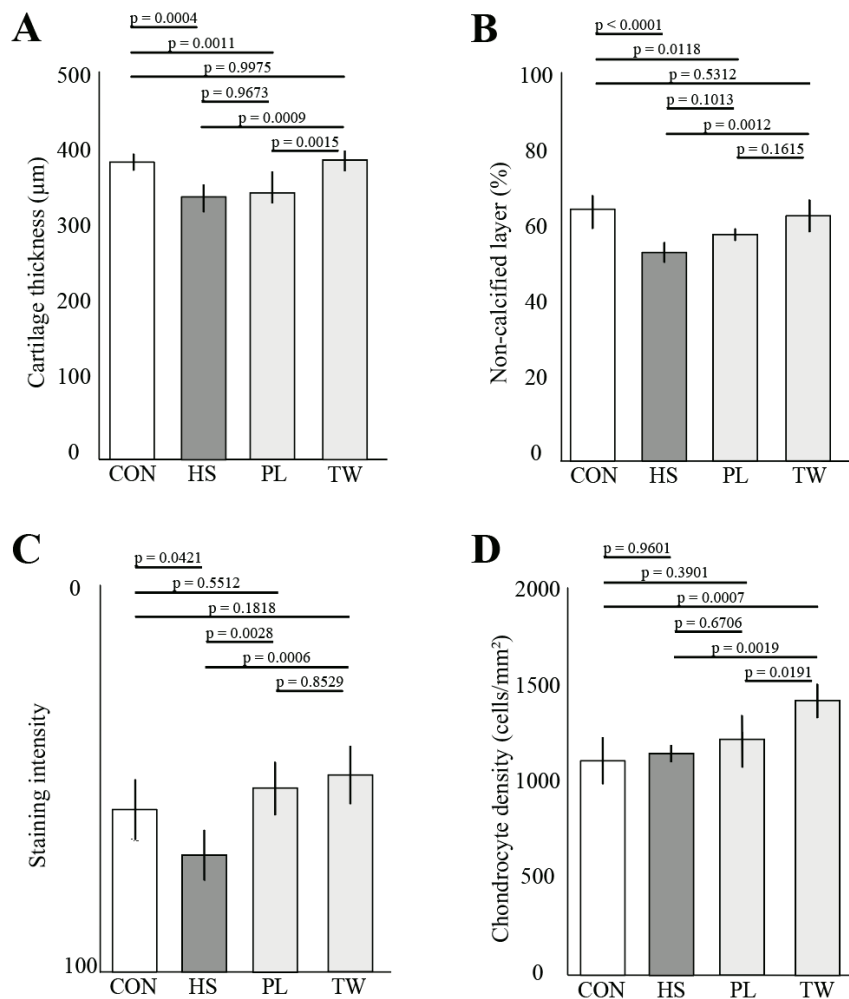 A
p = 0.0004
p = 0.0011
p = 0.9975
p = 0.9673
p = 0.0009
p = 0.0015
500
400
300
200
100
0
Cartilage thickness (μm)
CON HS PL TW
B
p < 0.0001
p = 0.0118
p = 0.5312
p = 0.1013
p = 0.0012
p = 0.1615
100
80
60
40
20
0
Non-calcified layer (%)
CON HS PL TW
C
p = 0.0421
p = 0.5512
p = 0.1818
p = 0.0028
p = 0.0006
p = 0.8529
0
100
Staining intensity
CON HS PL TW
D
p = 0.9601
p = 0.3901
p = 0.0007
p = 0.6706
p = 0.0019
p = 0.0191
2000
1500
1000
500
0
Chondrocyte density (cells/mm²)
CON HS PL TW